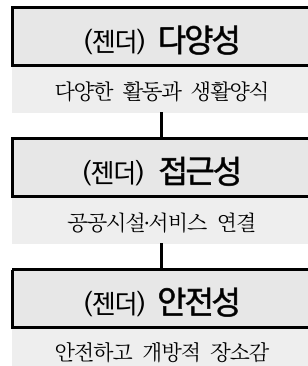 (젠더) 다양성
다양한 활동과 생활양식
(젠더) 접근성
공공시설·서비스 연결
(젠더) 안전성
안전하고 개방적 장소감